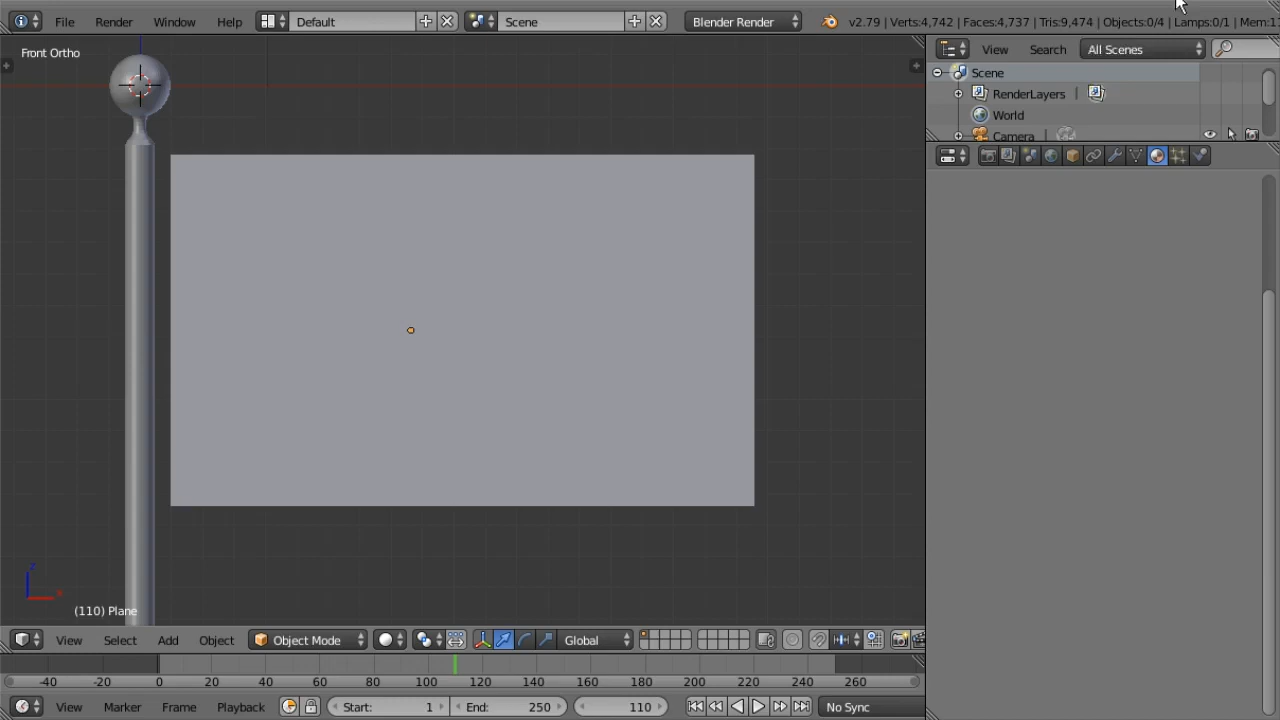 File Render Window Help Default Scene Blender Render v2.79 | Verts:4,742 | Faces:4,737 | Tris:9,474 | Objects:0/4 | Lamps:0/1 | Mem:1
Front Ortho
View Search All Scenes
Scene
RenderLayers
World
Camera
(110) Plane
View Select Add Object Object Mode Global
-40 -20 0 20 40 60 80 100 120 140 160 180 200 220 240 260
View Marker Frame Playback Start: 1 End: 250 110 No Sync